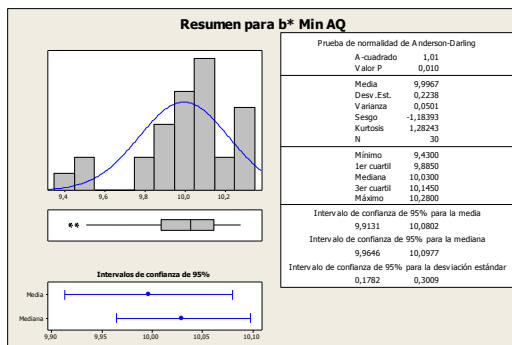 Resumen para b* Min AQ
Prueba de normalidad de Anderson-Darling
A-cuadrado 1,01
Valor P 0,010
Media 9,9967
Desv.Est. 0,2238
Varianza 0,0501
Sesgo -1,18393
Kurtosis 1,28243
N 30
Mínimo 9,4300
1er cuartil 9,8850
Mediana 10,0300
3er cuartil 10,1450
Máximo 10,2800
Intervalo de confianza de 95% para la media
9,9131 10,0802
Intervalo de confianza de 95% para la mediana
9,9646 10,0977
Intervalo de confianza de 95% para la desviación estándar
0,1782 0,3009
9,4 9,6 9,8 10,0 10,2
**
Intervalos de confianza de 95%
Media
Mediana
9,90 9,95 10,00 10,05 10,10